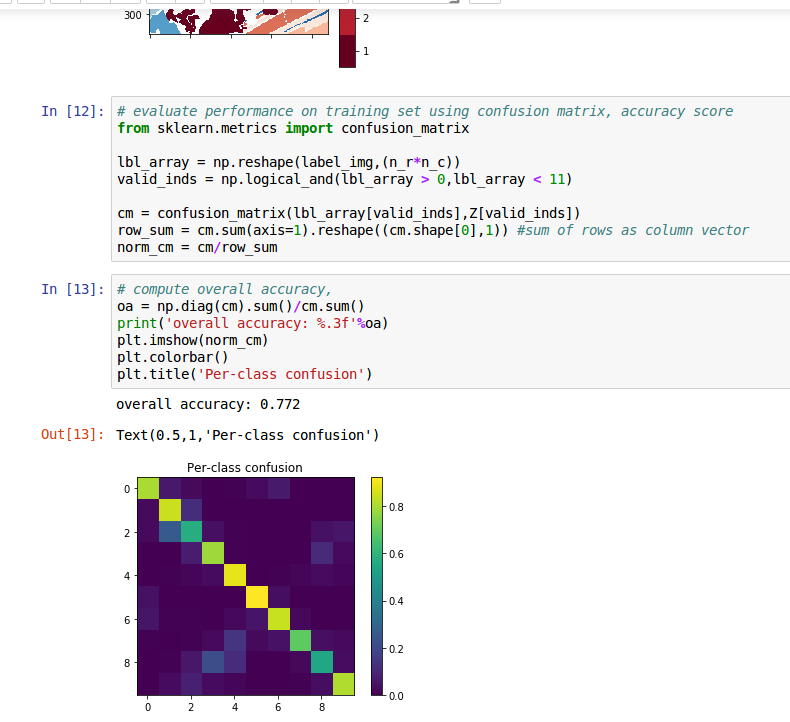 300
2
1
In [12]:
# evaluate performance on training set using confusion matrix, accuracy score
from sklearn.metrics import confusion_matrix
lbl_array = np.reshape(label_img,(n_r*n_c))
valid_inds = np.logical_and(lbl_array > 0,lbl_array < 11)
cm = confusion_matrix(lbl_array[valid_inds],Z[valid_inds])
row_sum = cm.sum(axis=1).reshape((cm.shape[0],1)) #sum of rows as column vector
norm_cm = cm/row_sum
In [13]:
# compute overall accuracy,
oa = np.diag(cm).sum()/cm.sum()
print('overall accuracy: %.3f'%oa)
plt.imshow(norm_cm)
plt.colorbar()
plt.title('Per-class confusion')
overall accuracy: 0.772
Out[13]: Text(0.5,1,'Per-class confusion')
Per-class confusion
0
2
4
6
8
0 2 4 6 8
0.8
0.6
0.4
0.2
0.0